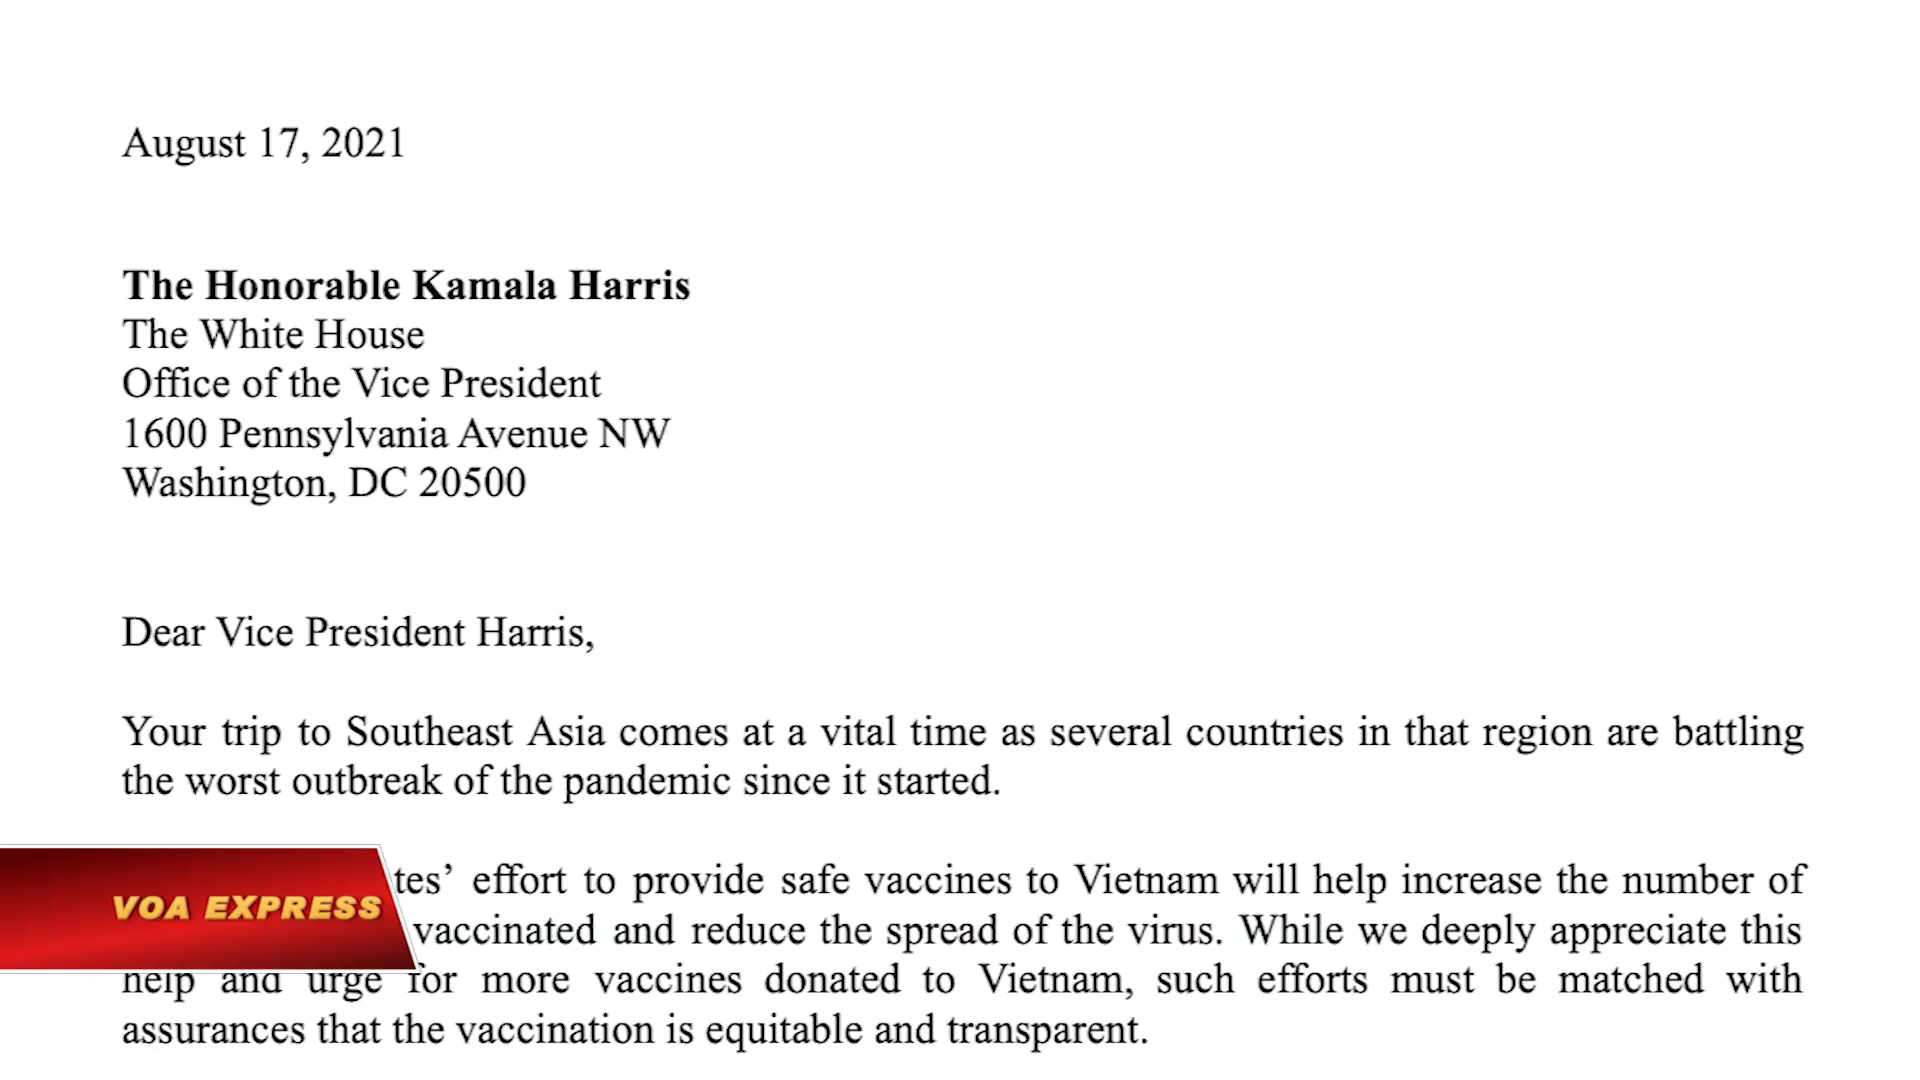 August 17, 2021
The Honorable Kamala Harris
The White House
Office of the Vice President
1600 Pennsylvania Avenue NW
Washington, DC 20500
Dear Vice President Harris,
Your trip to Southeast Asia comes at a vital time as several countries in that region are battling
the worst outbreak of the pandemic since it started.
tes’ effort to provide safe vaccines to Vietnam will help increase the number of
vaccinated and reduce the spread of the virus. While we deeply appreciate this
help and urge for more vaccines donated to Vietnam, such efforts must be matched with
assurances that the vaccination is equitable and transparent.
VOA EXPRESS